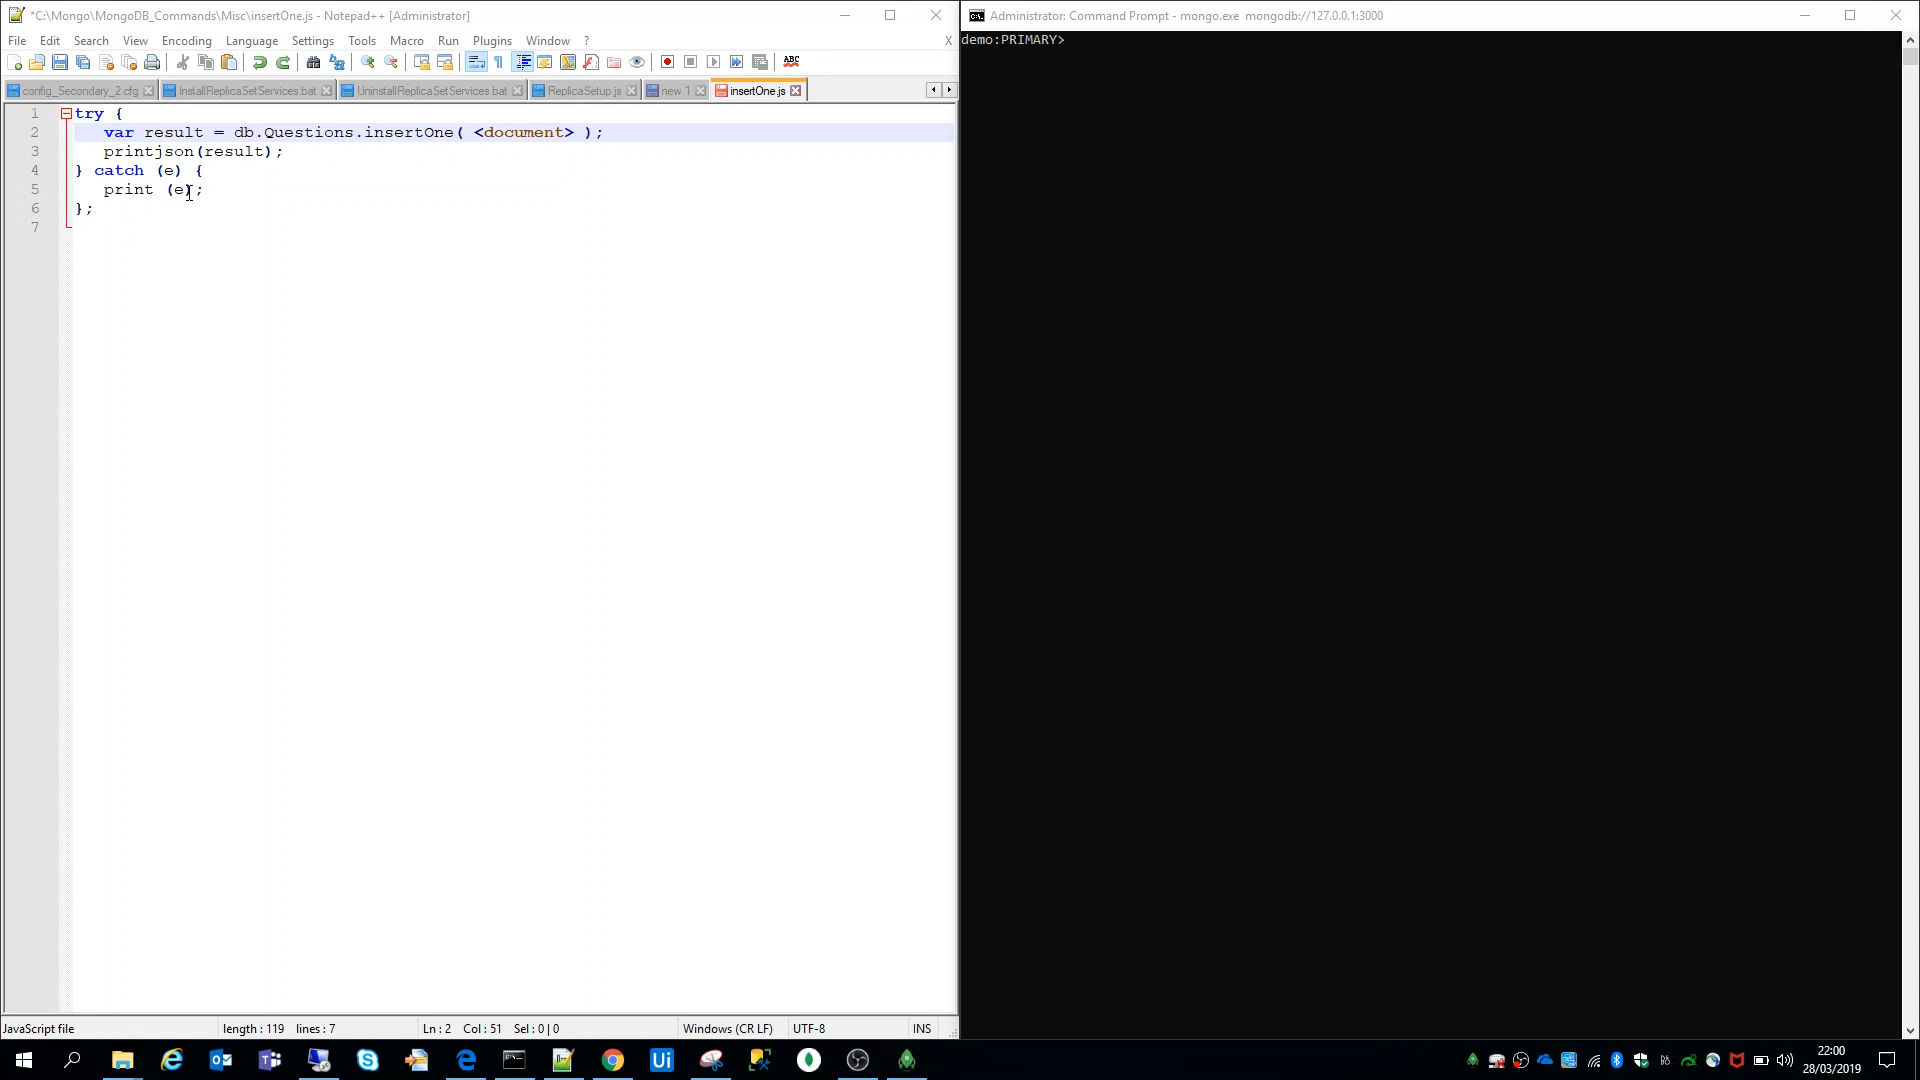 *C:\Mongo\MongoDB_Commands\Misc\insertOne.js - Notepad++ [Administrator]
File Edit Search View Encoding Language Settings Tools Macro Run Plugins Window ? X
ABC
config_Secondary_2.cfg InstallReplicaSetServices.bat UninstallReplicaSetServices.bat ReplicaSetup.js new 1 insertOne.js
1 try {
2 var result = db.Questions.insertOne( <document> );
3 printjson(result);
4 } catch (e) {
5 print (e);
6 };
7
JavaScript file length : 119 lines : 7 Ln : 2 Col : 51 Sel : 0 | 0 Windows (CR LF) UTF-8 INS
Administrator: Command Prompt - mongo.exe mongodb://127.0.0.1:3000
demo:PRIMARY>
Ui
22:00
28/03/2019